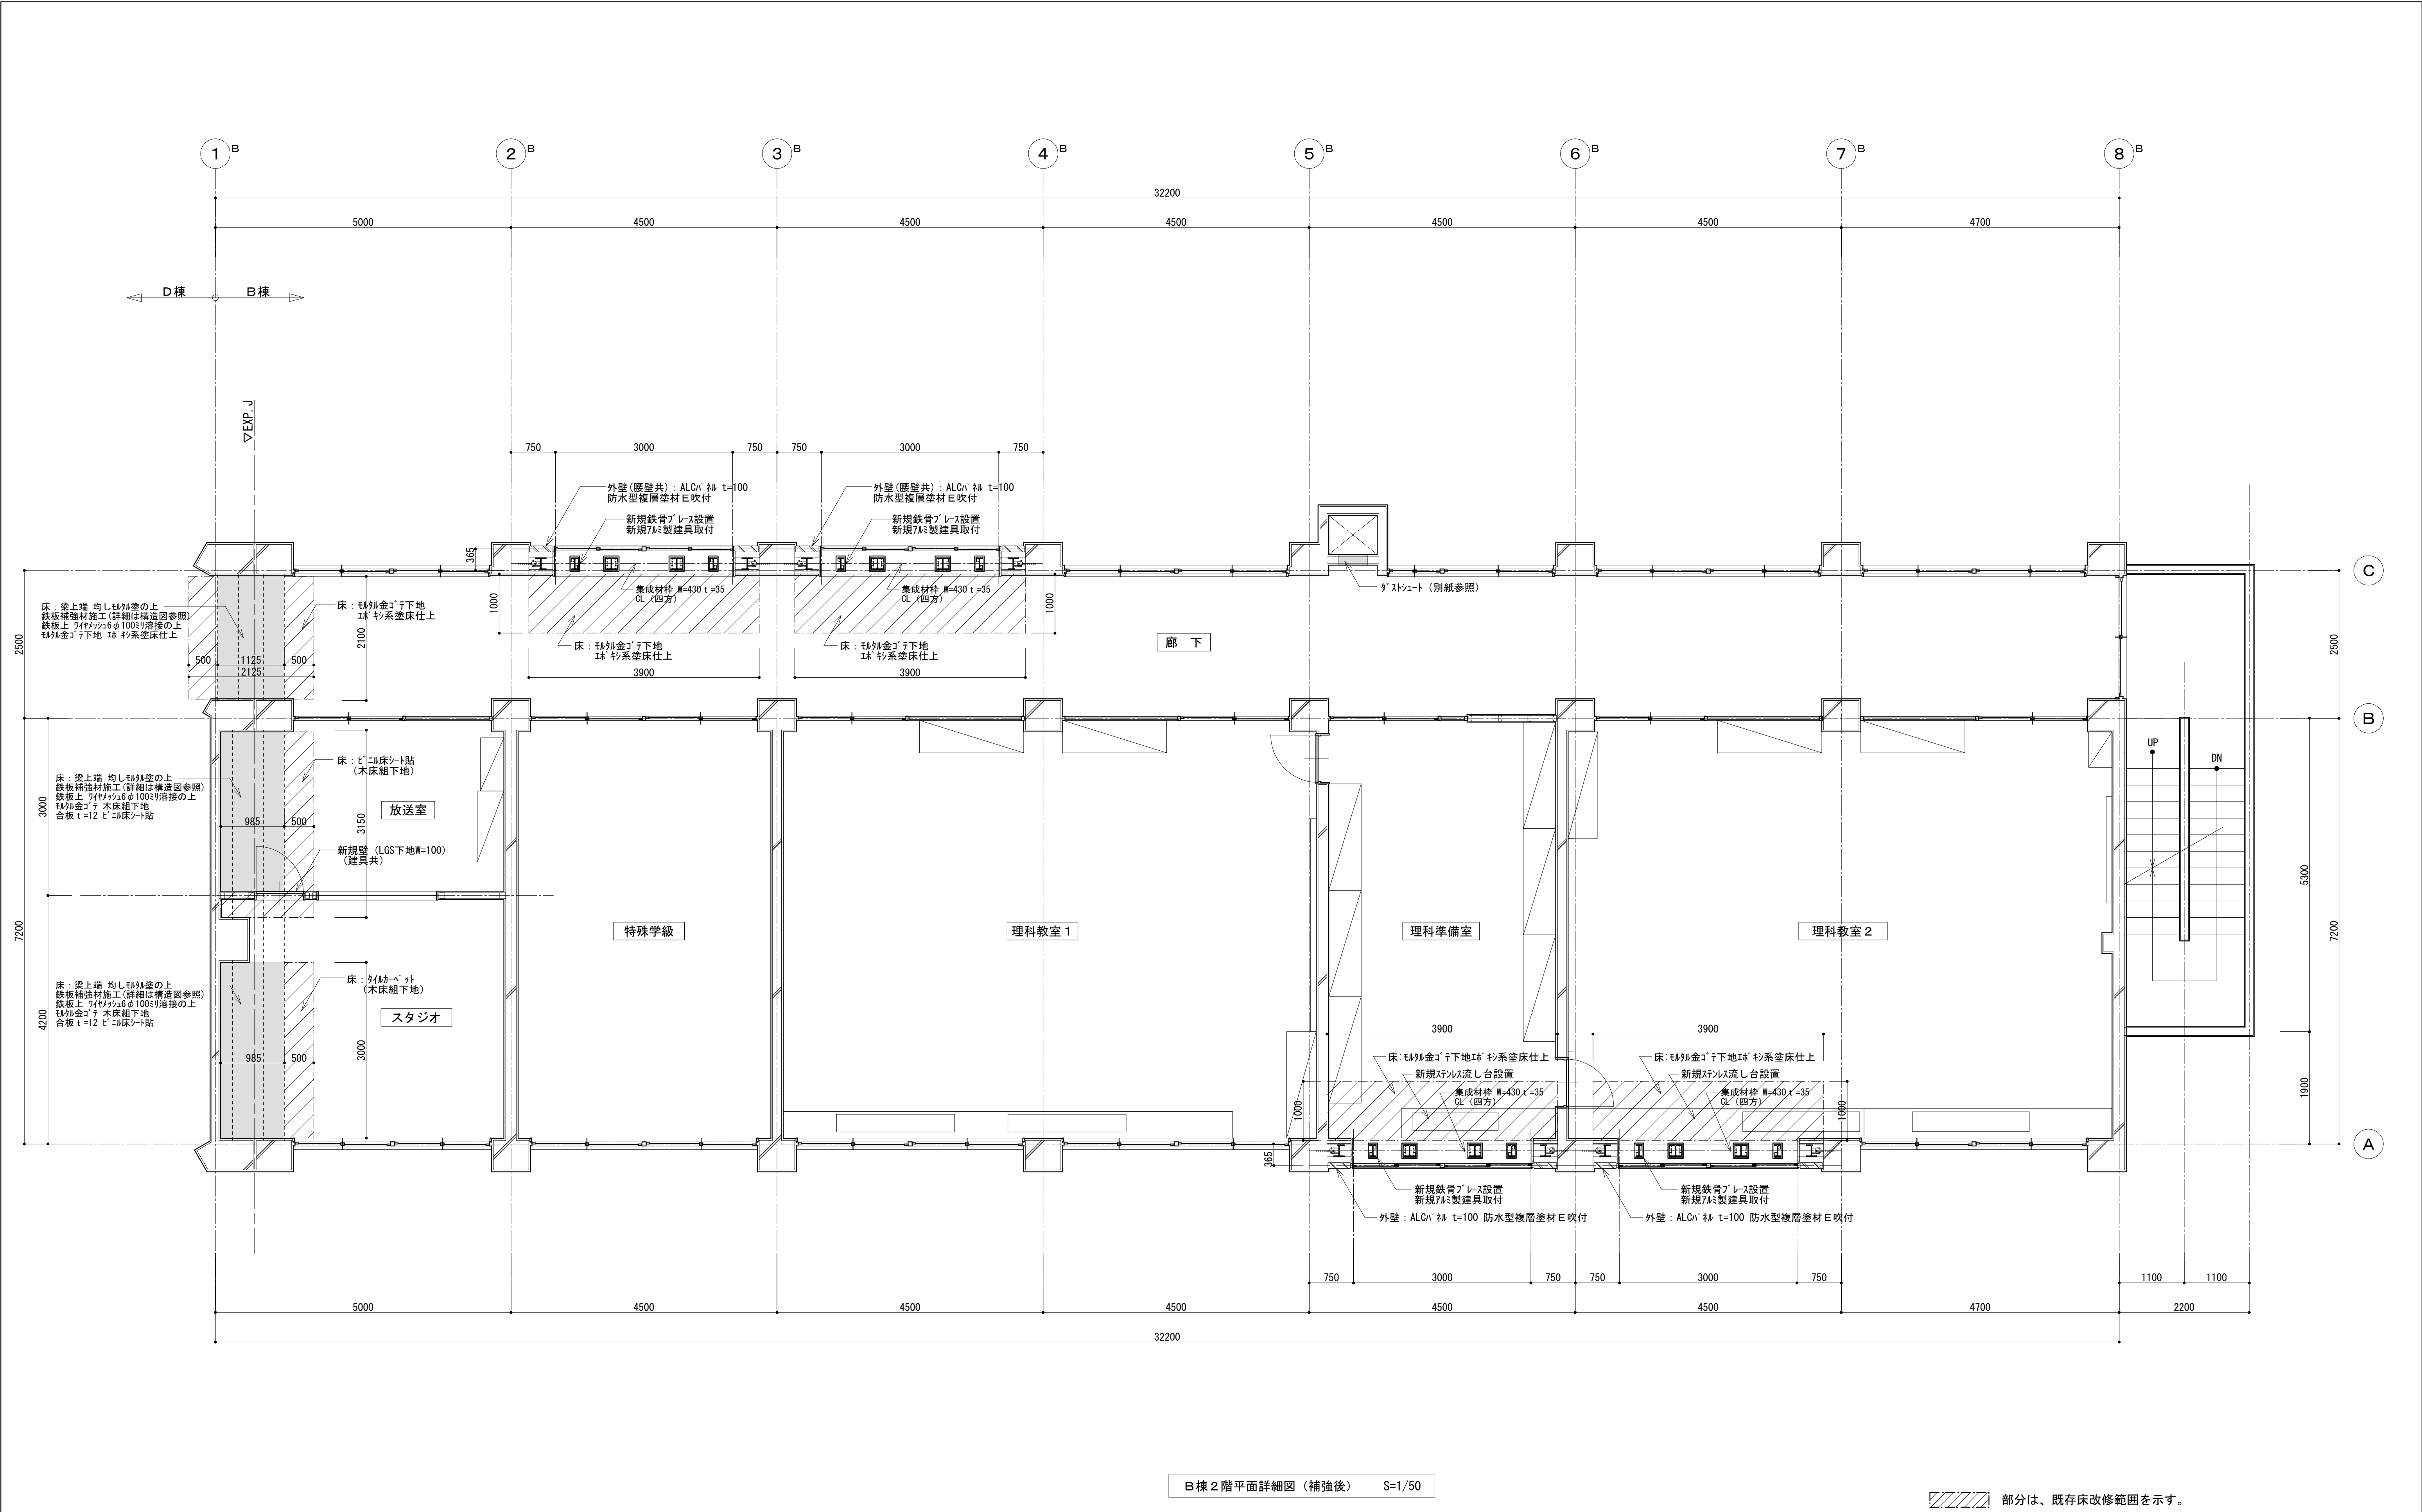 1 B
2 B
3 B
4 B
5 B
6 B
7 B
8 B
32200
5000 4500 4500 4500 4500 4500 4700
D棟 B棟
▽EXP.J
750 3000 750 750 3000 750
外壁(腰壁共)：ALCパネル t=100
防水型複層塗材E吹付
新規鉄骨ブレース設置
新規アルミ製建具取付
外壁(腰壁共)：ALCパネル t=100
防水型複層塗材E吹付
新規鉄骨ブレース設置
新規アルミ製建具取付
365
集成材枠 W=430 t=35
CL（四方）
集成材枠 W=430 t=35
CL（四方）
1000
1000
ダストシュート（別紙参照）
C
床：梁上端 均しモルタル塗の上
鉄板補強材施工(詳細は構造図参照)
鉄板上 ワイヤメッシュ6φ100ミリ溶接の上
モルタル金ゴテ下地 エポキシ系塗床仕上
床：モルタル金ゴテ下地
エポキシ系塗床仕上
2100
500 1125 500
2125
床：モルタル金ゴテ下地
エポキシ系塗床仕上
3900
床：モルタル金ゴテ下地
エポキシ系塗床仕上
3900
廊 下
2500
2500
B
床：梁上端 均しモルタル塗の上
鉄板補強材施工(詳細は構造図参照)
鉄板上 ワイヤメッシュ6φ100ミリ溶接の上
モルタル金ゴテ 木床組下地
合板 t=12 ビニル床シート貼
床：ビニル床シート貼
（木床組下地）
放送室
985 500
3150
新規壁（LGS下地W=100）
（建具共）
UP
DN
3000
7200
4200
5300
7200
1900
特殊学級
理科教室1
理科準備室
理科教室2
床：梁上端 均しモルタル塗の上
鉄板補強材施工(詳細は構造図参照)
鉄板上 ワイヤメッシュ6φ100ミリ溶接の上
モルタル金ゴテ 木床組下地
合板 t=12 ビニル床シート貼
床：タイルカーペット
（木床組下地）
スタジオ
985 500
3000
3900
床：モルタル金ゴテ下地エポキシ系塗床仕上
新規ステンレス流し台設置
集成材枠 W=430 t=35
CL（四方）
1000
3900
床：モルタル金ゴテ下地エポキシ系塗床仕上
新規ステンレス流し台設置
集成材枠 W=430 t=35
CL（四方）
1000
A
365
新規鉄骨ブレース設置
新規アルミ製建具取付
外壁：ALCパネル t=100 防水型複層塗材E吹付
新規鉄骨ブレース設置
新規アルミ製建具取付
外壁：ALCパネル t=100 防水型複層塗材E吹付
750 3000 750 750 3000 750
1100 1100
5000 4500 4500 4500 4500 4500 4700 2200
32200
B棟2階平面詳細図（補強後） S=1/50
部分は、既存床改修範囲を示す。